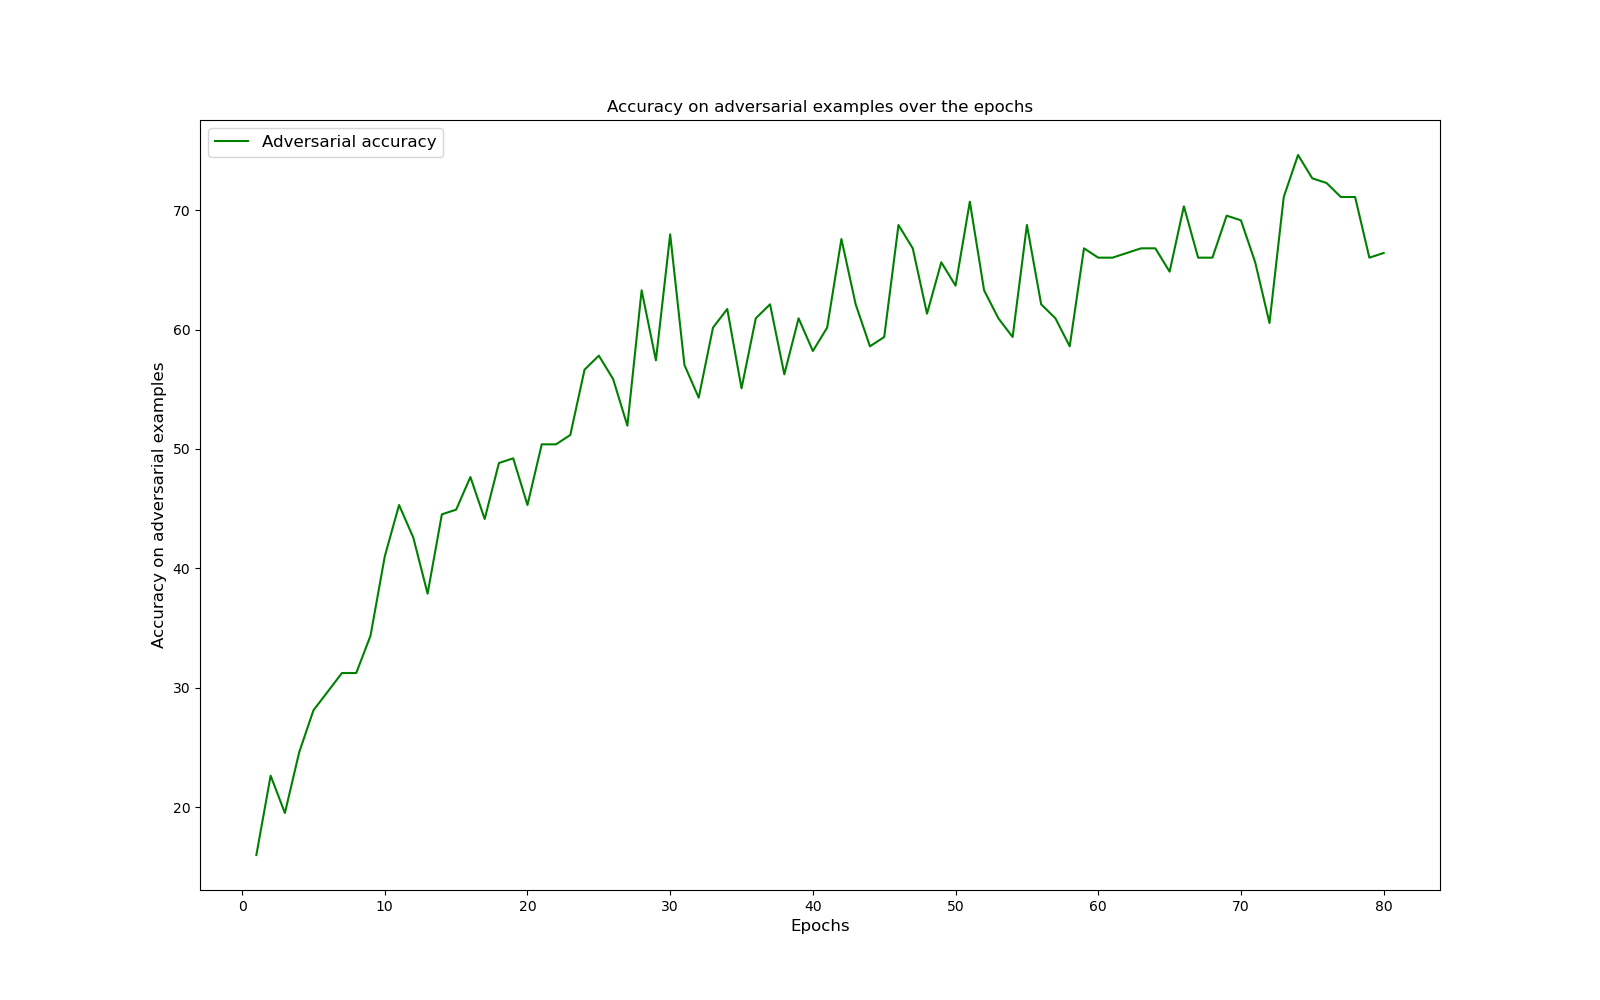 Accuracy on adversarial examples over the epochs
Adversarial accuracy
Accuracy on adversarial examples
70
60
50
40
30
20
0 10 20 30 40 50 60 70 80
Epochs